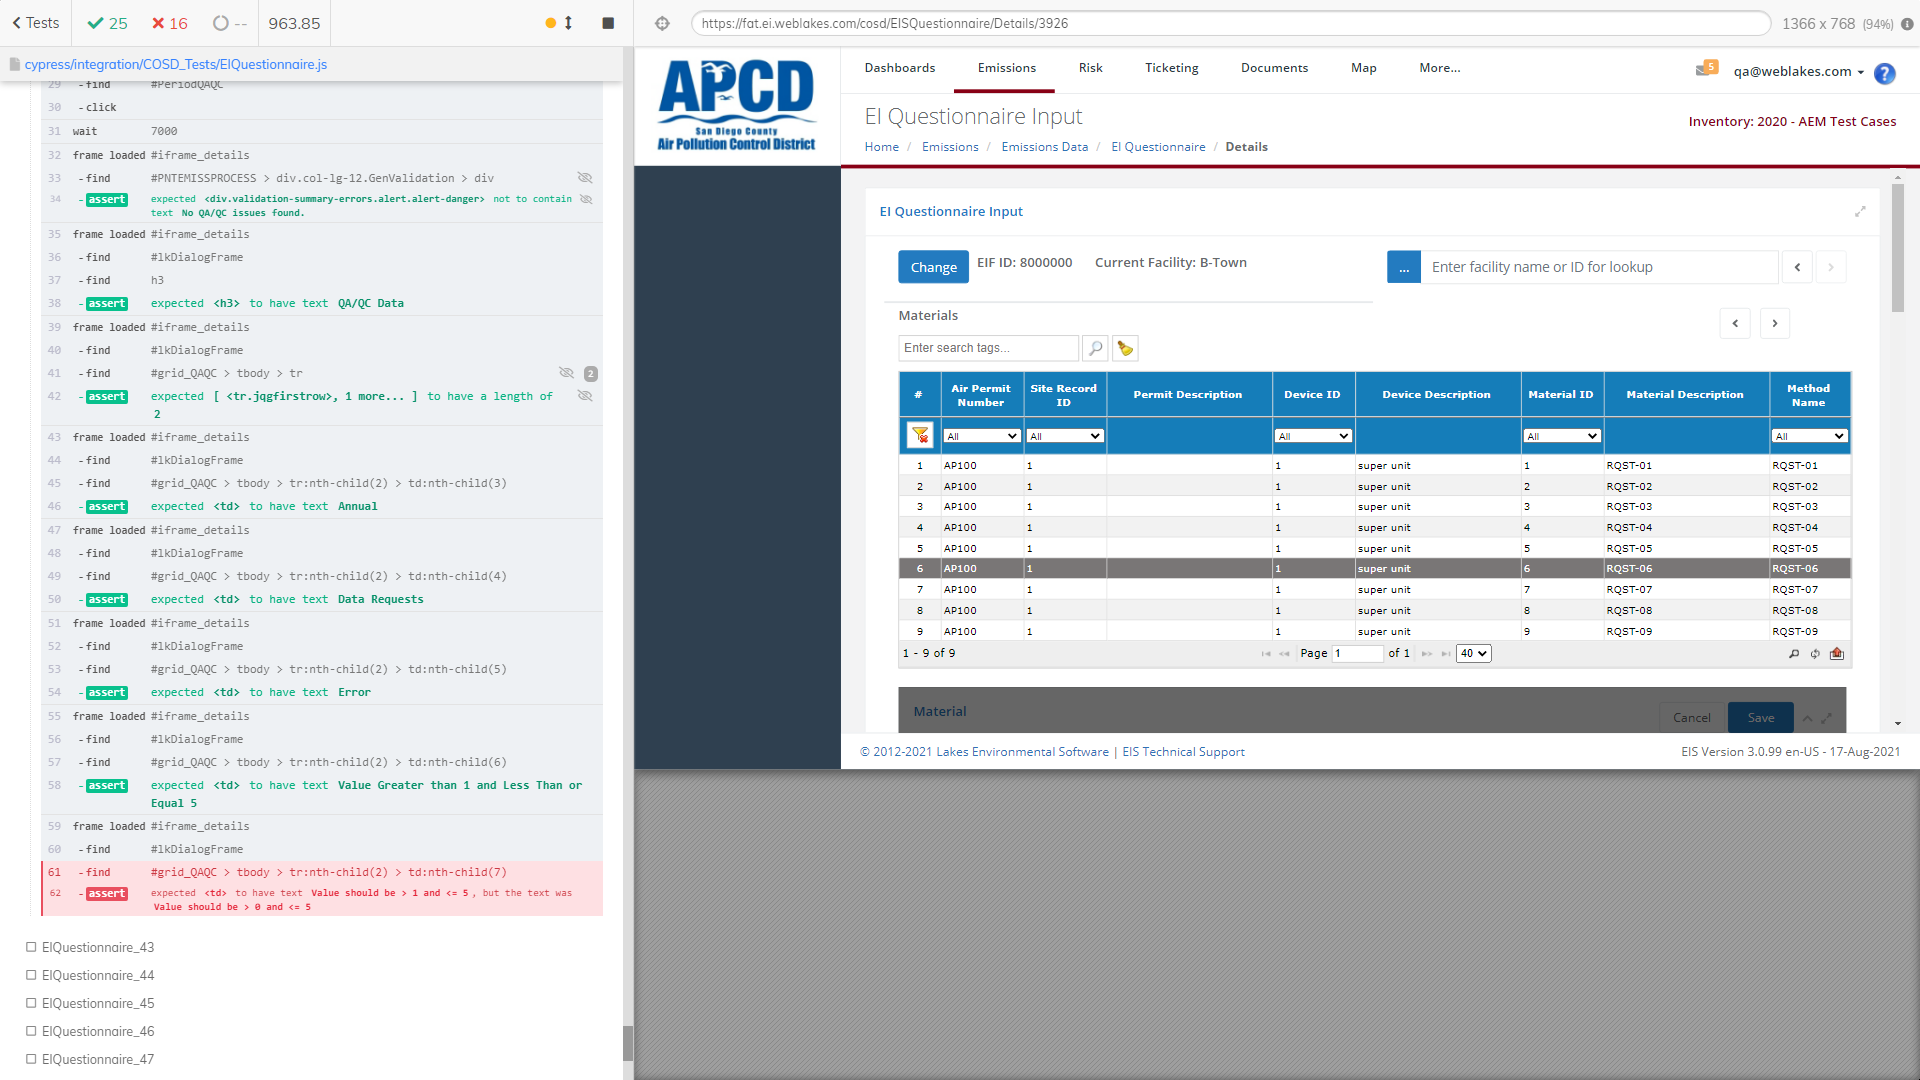 Tests
25
16
--
963.85
cypress/integration/COSD_Tests/EIQuestionnaire.js
29 -find #PeriodQAQC
30 -click
31 wait 7000
32 frame loaded #iframe_details
33 -find #PNTEMISSPROCESS > div.col-lg-12.GenValidation > div
34 -assert expected <div.validation-summary-errors.alert.alert-danger> not to contain
text No QA/QC issues found.
35 frame loaded #iframe_details
36 -find #lkDialogFrame
37 -find h3
38 -assert expected <h3> to have text QA/QC Data
39 frame loaded #iframe_details
40 -find #lkDialogFrame
41 -find #grid_QAQC > tbody > tr 2
42 -assert expected [ <tr.jqgfirstrow>, 1 more... ] to have a length of
2
43 frame loaded #iframe_details
44 -find #lkDialogFrame
45 -find #grid_QAQC > tbody > tr:nth-child(2) > td:nth-child(3)
46 -assert expected <td> to have text Annual
47 frame loaded #iframe_details
48 -find #lkDialogFrame
49 -find #grid_QAQC > tbody > tr:nth-child(2) > td:nth-child(4)
50 -assert expected <td> to have text Data Requests
51 frame loaded #iframe_details
52 -find #lkDialogFrame
53 -find #grid_QAQC > tbody > tr:nth-child(2) > td:nth-child(5)
54 -assert expected <td> to have text Error
55 frame loaded #iframe_details
56 -find #lkDialogFrame
57 -find #grid_QAQC > tbody > tr:nth-child(2) > td:nth-child(6)
58 -assert expected <td> to have text Value Greater than 1 and Less Than or
Equal 5
59 frame loaded #iframe_details
60 -find #lkDialogFrame
61 -find #grid_QAQC > tbody > tr:nth-child(2) > td:nth-child(7)
62 -assert expected <td> to have text Value should be > 1 and <= 5 , but the text was
Value should be > 0 and <= 5
EIQuestionnaire_43
EIQuestionnaire_44
EIQuestionnaire_45
EIQuestionnaire_46
EIQuestionnaire_47
https://fat.ei.weblakes.com/cosd/EISQuestionnaire/Details/3926
1366 x 768 (94%)
APCD
San Diego County
Air Pollution Control District
Dashboards Emissions Risk Ticketing Documents Map More...
5 qa@weblakes.com ?
EI Questionnaire Input
Inventory: 2020 - AEM Test Cases
Home / Emissions / Emissions Data / EI Questionnaire / Details
EI Questionnaire Input
Change EIF ID: 8000000 Current Facility: B-Town ... Enter facility name or ID for lookup
Materials
Enter search tags...
# Air Permit Number Site Record ID Permit Description Device ID Device Description Material ID Material Description Method Name
All All All All All
1 AP100 1 1 super unit 1 RQST-01 RQST-01
2 AP100 1 1 super unit 2 RQST-02 RQST-02
3 AP100 1 1 super unit 3 RQST-03 RQST-03
4 AP100 1 1 super unit 4 RQST-04 RQST-04
5 AP100 1 1 super unit 5 RQST-05 RQST-05
6 AP100 1 1 super unit 6 RQST-06 RQST-06
7 AP100 1 1 super unit 7 RQST-07 RQST-07
8 AP100 1 1 super unit 8 RQST-08 RQST-08
9 AP100 1 1 super unit 9 RQST-09 RQST-09
1 - 9 of 9 Page 1 of 1 40
Material Cancel Save
© 2012-2021 Lakes Environmental Software | EIS Technical Support
EIS Version 3.0.99 en-US - 17-Aug-2021